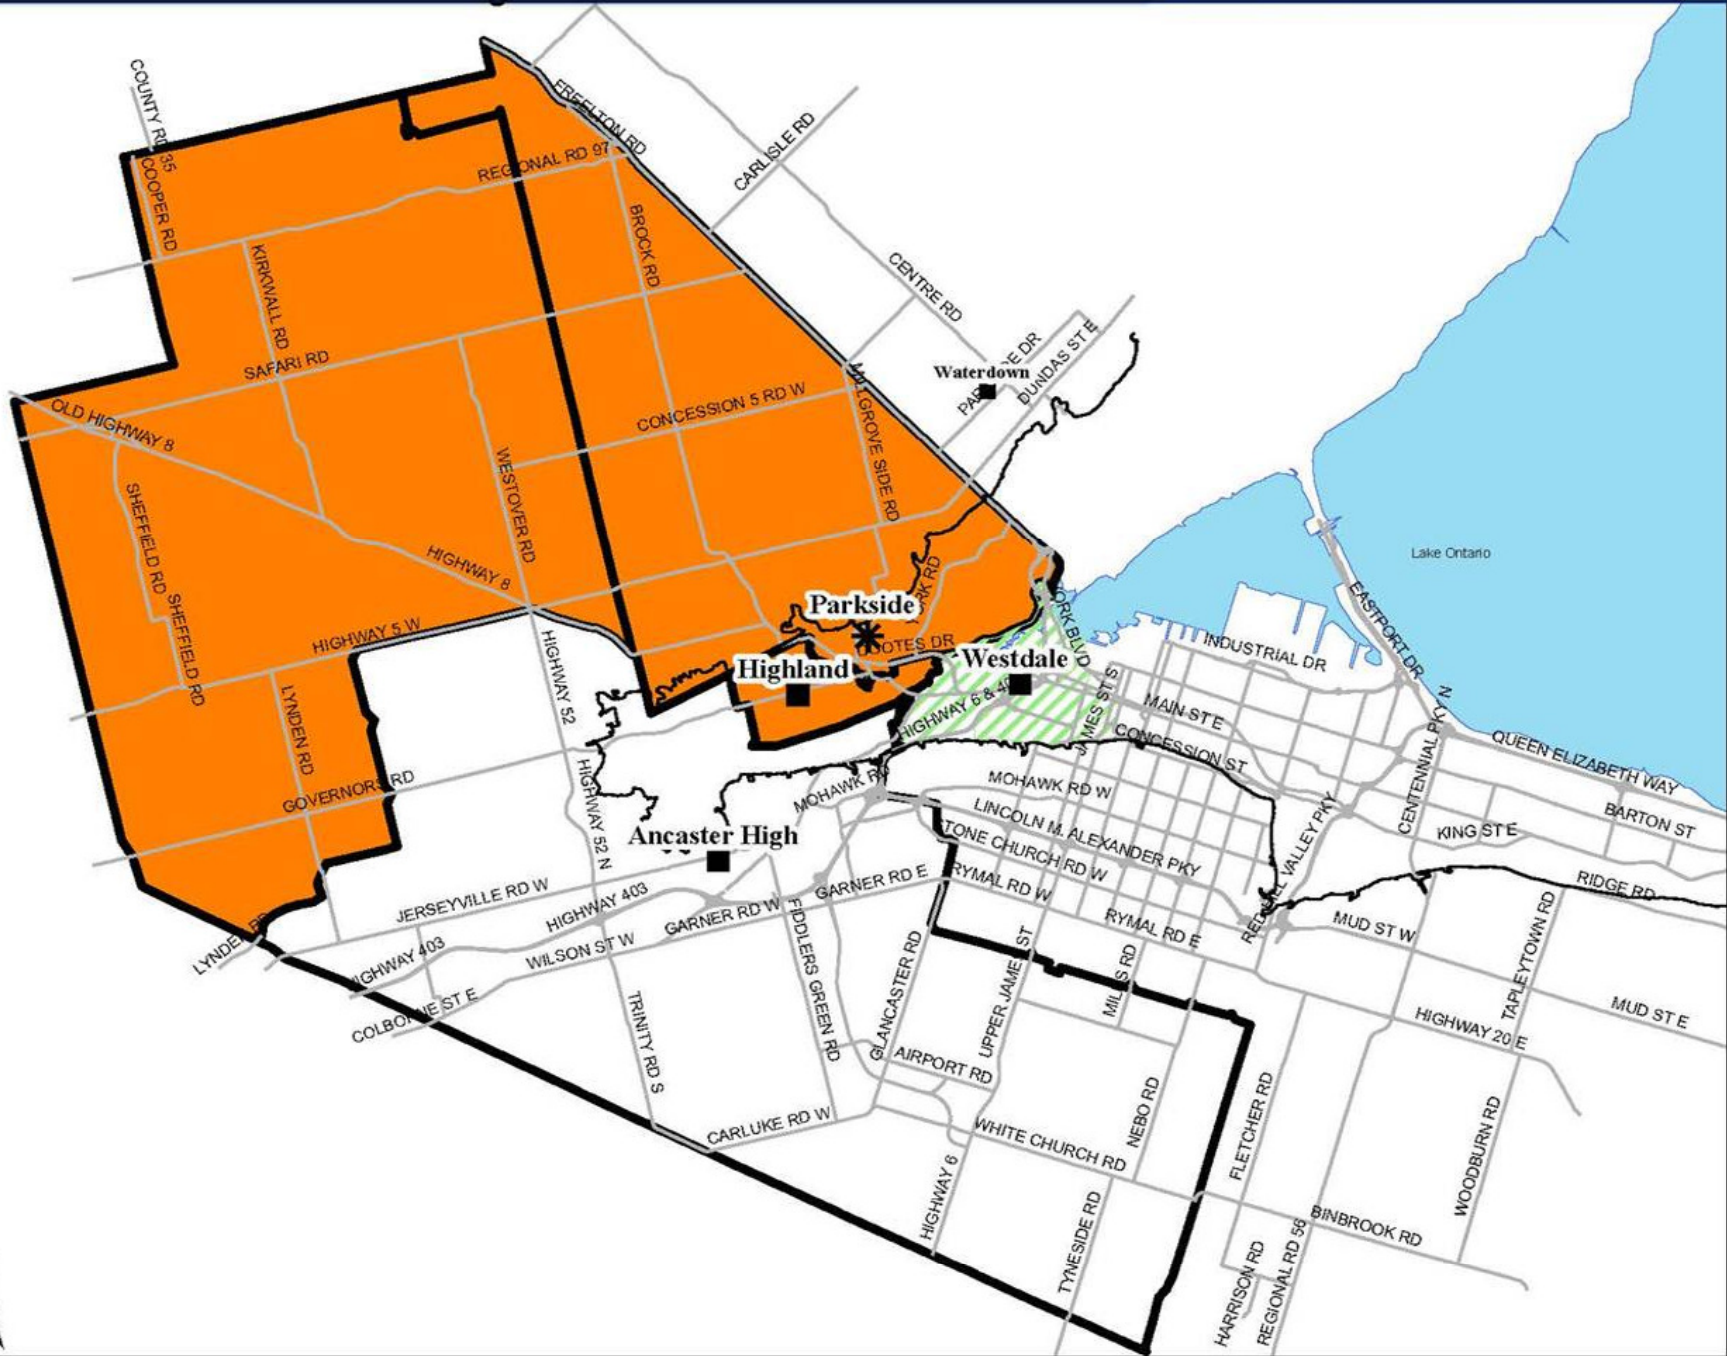 COUNTY RD 35
COOPER RD
FREELTON RD
REGIONAL RD 97
CARLISLE RD
BROCK RD
KIRKWALL RD
CENTRE RD
SAFARI RD
DUNDAS ST E
Waterdown
CONCESSION 5 RD W
MILLGROVE SIDE RD
OLD HIGHWAY 8
WESTOVER RD
SHEFFIELD RD
HIGHWAY 8
Lake Ontario
SHEFFIELD RD
Parkside
YORK BLVD
EASTPORT DR
HIGHWAY 5 W
HIGHWAY 52
INDUSTRIAL DR
Highland
Westdale
LYNDEN RD
HIGHWAY 6 &
JAMES ST S
MAIN ST E
CONCESSION ST
CENTENNIAL PKY N
QUEEN ELIZABETH WAY
GOVERNORS RD
HIGHWAY 52 N
MOHAWK RD
MOHAWK RD W
LINCOLN M. ALEXANDER PKY
BARTON ST
KING ST E
Ancaster High
STONE CHURCH RD W
RED HILL VALLEY PKY
JERSEYVILLE RD W
HIGHWAY 403
GARNER RD E
RYMAL RD W
RIDGE RD
LYNDEN RD
GARNER RD W
FIDDLERS GREEN RD
RYMAL RD E
MUD ST W
TAPLEYTOWN RD
HIGHWAY 403
WILSON ST W
GLANCASTER RD
UPPER JAMES ST
MILES RD
COLBORNE ST E
TRINITY RD S
HIGHWAY 20 E
MUD ST E
AIRPORT RD
CARLUKE RD W
WHITE CHURCH RD
NEBO RD
FLETCHER RD
WOODBURN RD
HIGHWAY 6
TYNESIDE RD
BINBROOK RD
HARRISON RD
REGIONAL RD 56